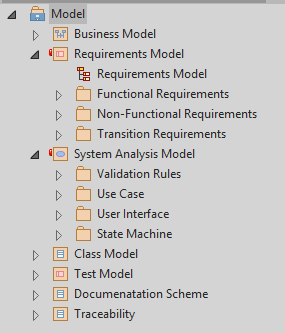 Model
Business Model
Requirements Model
Requirements Model
Functional Requirements
Non-Functional Requirements
Transition Requirements
System Analysis Model
Validation Rules
Use Case
User Interface
State Machine
Class Model
Test Model
Documenatation Scheme
Traceability